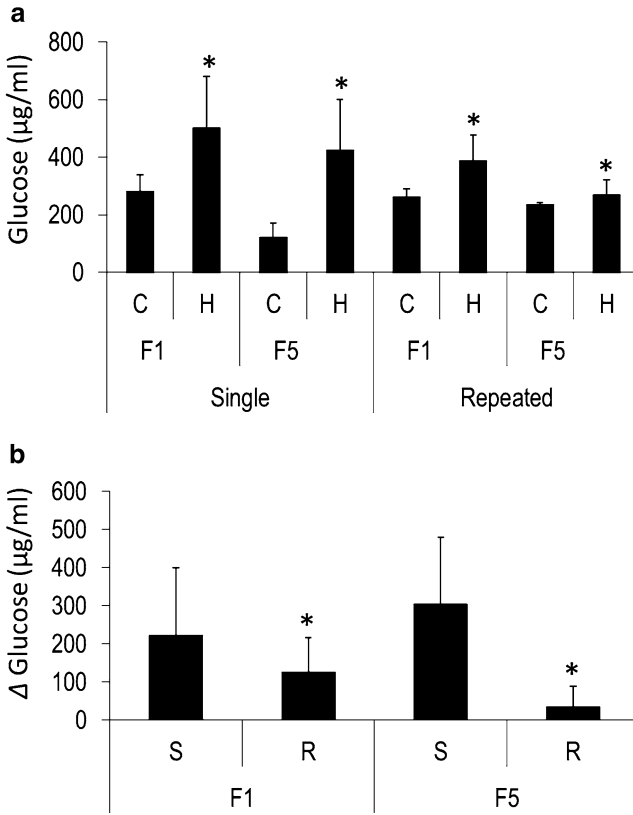 a
Glucose (µg/ml)
800
600
400
200
0
* * * *
C H C H C H C H
F1 F5 F1 F5
Single Repeated
b
Δ Glucose (µg/ml)
600
500
400
300
200
100
0
* *
S R S R
F1 F5